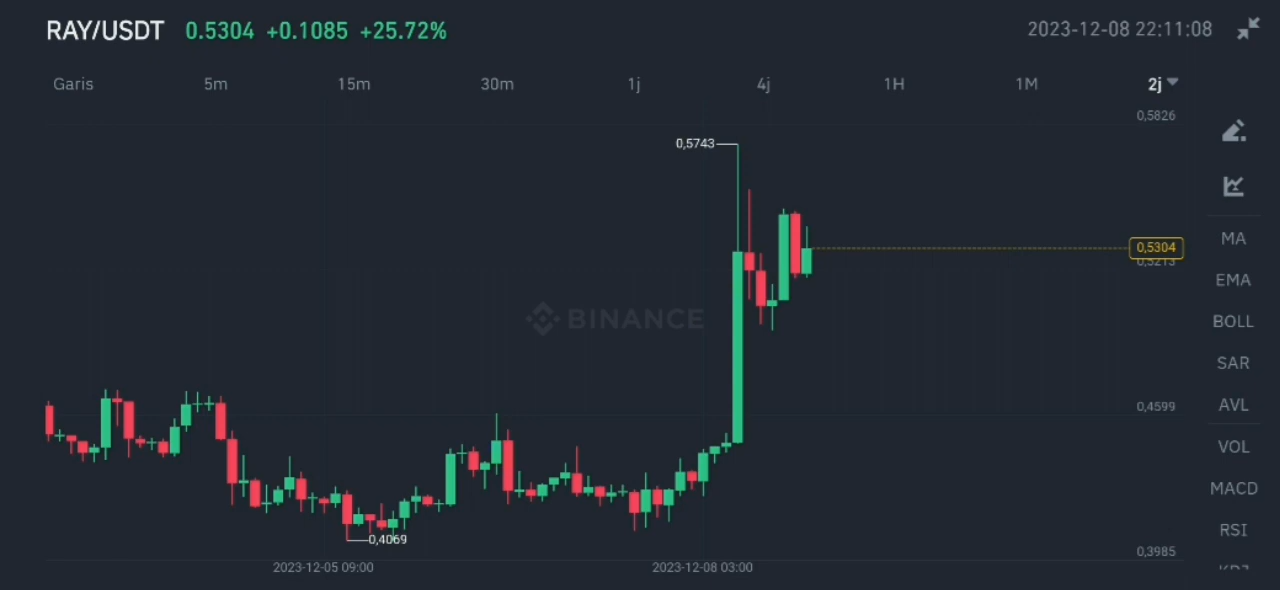 RAY/USDT 0.5304 +0.1085 +25.72% 2023-12-08 22:11:08
Garis 5m 15m 30m 1j 4j 1H 1M 2j
0,5826
0,5743
MA
0,5304
0,5213
EMA
BINANCE
BOLL
SAR
0,4599
AVL
VOL
MACD
RSI
0,4069
0,3985
2023-12-05 09:00 2023-12-08 03:00